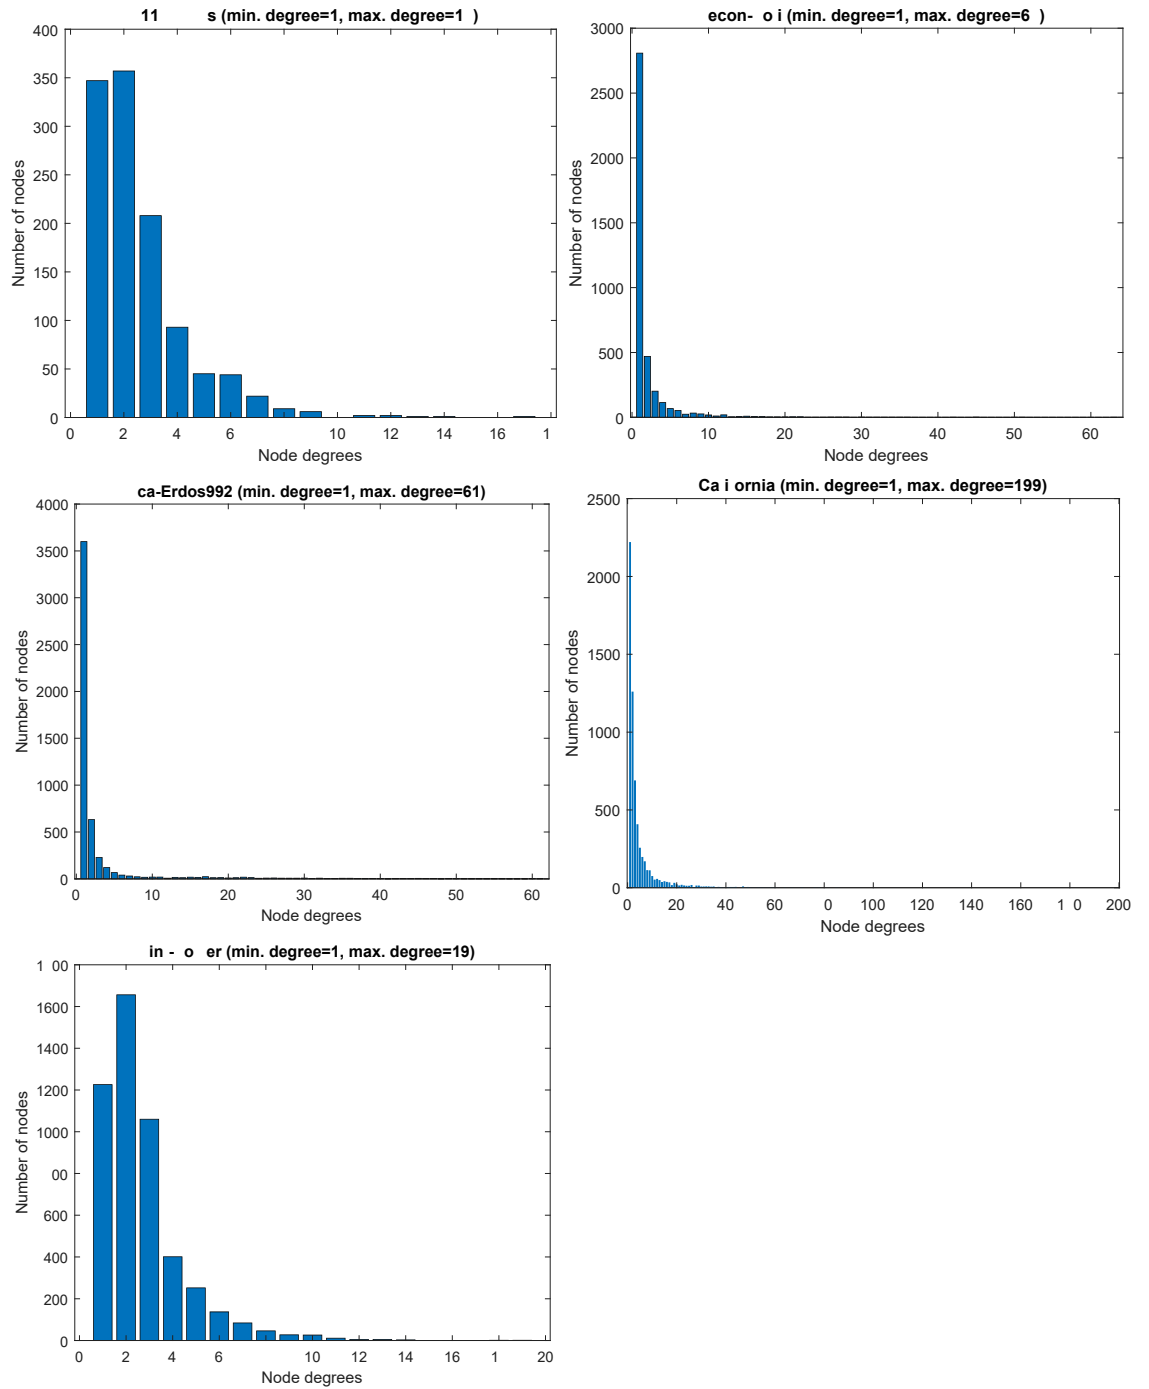 11 s (min. degree=1, max. degree=1 )
400
350
300
250
200
150
100
50
0
Number of nodes
0 2 4 6 10 12 14 16 1
Node degrees
econ- o i (min. degree=1, max. degree=6 )
3000
2500
2000
1500
1000
500
0
Number of nodes
0 10 20 30 40 50 60
Node degrees
ca-Erdos992 (min. degree=1, max. degree=61)
4000
3500
3000
2500
2000
1500
1000
500
0
Number of nodes
0 10 20 30 40 50 60
Node degrees
Ca i ornia (min. degree=1, max. degree=199)
2500
2000
1500
1000
500
0
Number of nodes
0 20 40 60 0 100 120 140 160 1 0 200
Node degrees
in - o er (min. degree=1, max. degree=19)
1 00
1600
1400
1200
1000
00
600
400
200
0
Number of nodes
0 2 4 6 10 12 14 16 1 20
Node degrees